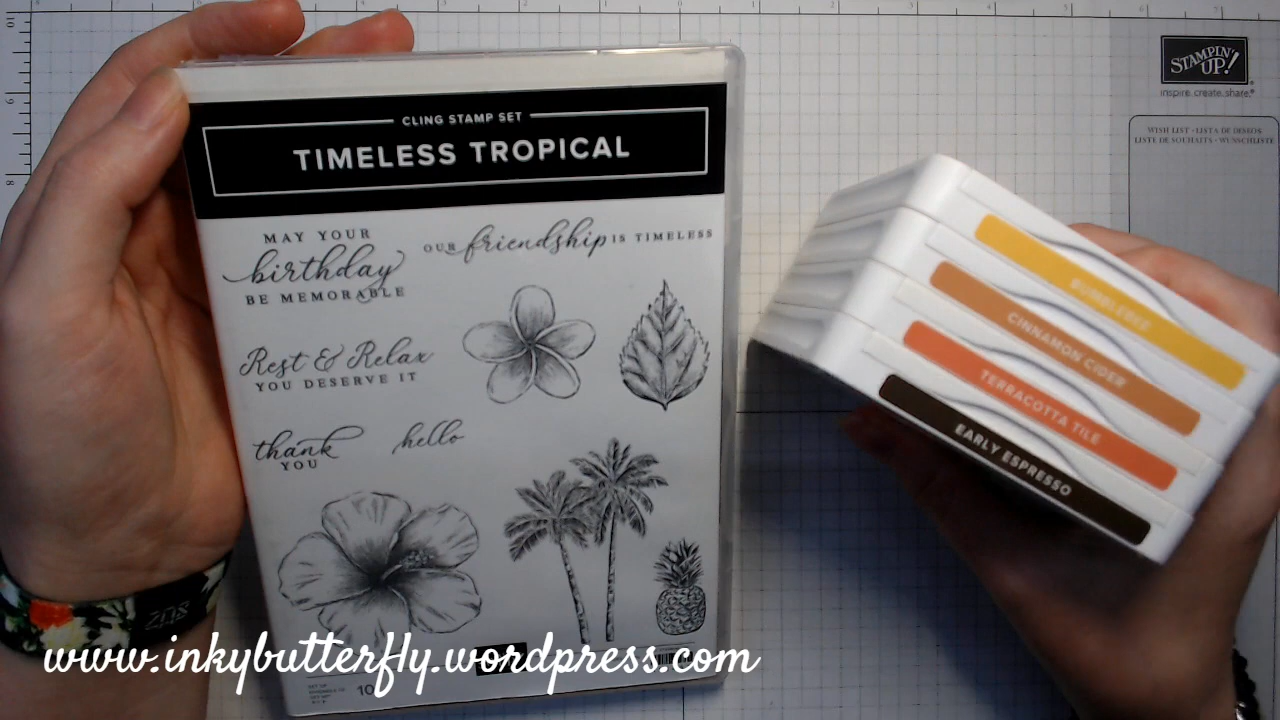 STAMPIN' UP!
inspire.create.share.
WISH LIST • LISTA DE DESEOS
LISTE DE SOUHAITS • WUNSCHLISTE
CLING STAMP SET
TIMELESS TROPICAL
MAY YOUR
birthday
BE MEMORABLE
OUR friendship IS TIMELESS
Rest & Relax
YOU DESERVE IT
thank
YOU
hello
BUMBLEBEE
CINNAMON CIDER
TERRACOTTA TILE
EARLY ESPRESSO
www.inkybutterfly.wordpress.com
10